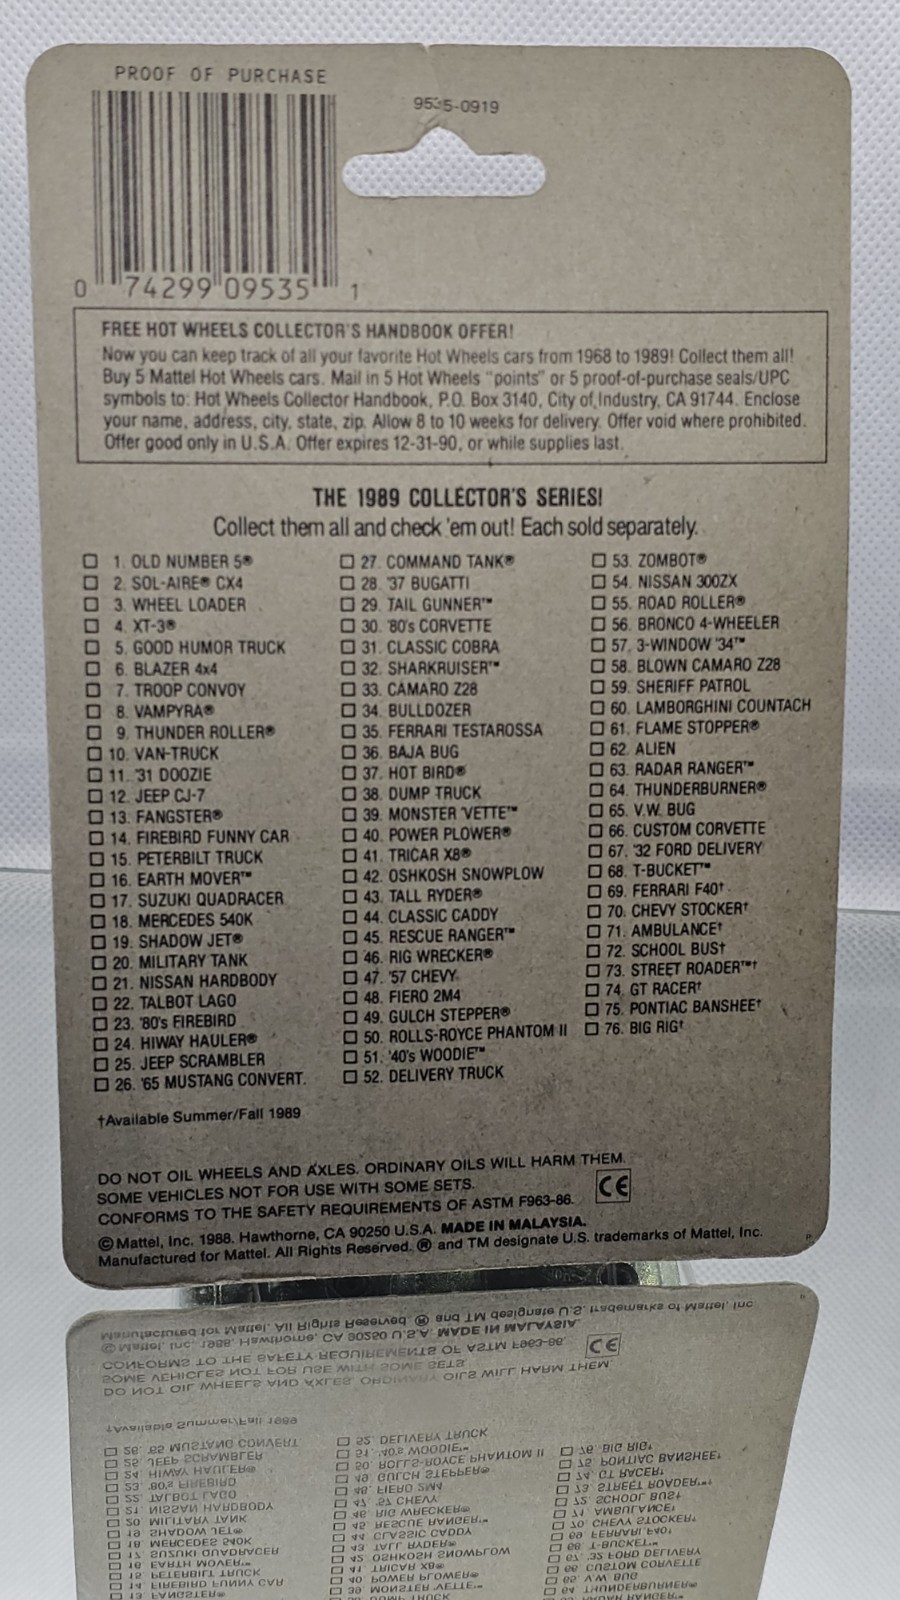 PROOF OF PURCHASE
9535-0919
0 74299 09535 1
FREE HOT WHEELS COLLECTOR'S HANDBOOK OFFER!
Now you can keep track of all your favorite Hot Wheels cars from 1968 to 1989! Collect them all!
Buy 5 Mattel Hot Wheels cars. Mail in 5 Hot Wheels "points" or 5 proof-of-purchase seals/UPC
symbols to: Hot Wheels Collector Handbook, P.O. Box 3140, City of Industry, CA 91744. Enclose
your name, address, city, state, zip. Allow 8 to 10 weeks for delivery. Offer void where prohibited.
Offer good only in U.S.A. Offer expires 12-31-90, or while supplies last.
THE 1989 COLLECTOR'S SERIES!
Collect them all and check 'em out! Each sold separately.
1. OLD NUMBER 5®
2. SOL-AIRE® CX4
3. WHEEL LOADER
4. XT-3®
5. GOOD HUMOR TRUCK
6. BLAZER 4x4
7. TROOP CONVOY
8. VAMPYRA®
9. THUNDER ROLLER®
10. VAN-TRUCK
11. '31 DOOZIE
12. JEEP CJ-7
13. FANGSTER®
14. FIREBIRD FUNNY CAR
15. PETERBILT TRUCK
16. EARTH MOVER™
17. SUZUKI QUADRACER
18. MERCEDES 540K
19. SHADOW JET®
20. MILITARY TANK
21. NISSAN HARDBODY
22. TALBOT LAGO
23. '80's FIREBIRD
24. HIWAY HAULER®
25. JEEP SCRAMBLER
26. '65 MUSTANG CONVERT.
27. COMMAND TANK®
28. '37 BUGATTI
29. TAIL GUNNER™
30. '80's CORVETTE
31. CLASSIC COBRA
32. SHARKRUISER™
33. CAMARO Z28
34. BULLDOZER
35. FERRARI TESTAROSSA
36. BAJA BUG
37. HOT BIRD®
38. DUMP TRUCK
39. MONSTER 'VETTE™
40. POWER PLOWER®
41. TRICAR X8®
42. OSHKOSH SNOWPLOW
43. TALL RYDER®
44. CLASSIC CADDY
45. RESCUE RANGER™
46. RIG WRECKER®
47. '57 CHEVY
48. FIERO 2M4
49. GULCH STEPPER®
50. ROLLS-ROYCE PHANTOM II
51. '40's WOODIE™
52. DELIVERY TRUCK
53. ZOMBOT®
54. NISSAN 300ZX
55. ROAD ROLLER®
56. BRONCO 4-WHEELER
57. 3-WINDOW '34™
58. BLOWN CAMARO Z28
59. SHERIFF PATROL
60. LAMBORGHINI COUNTACH
61. FLAME STOPPER®
62. ALIEN
63. RADAR RANGER™
64. THUNDERBURNER®
65. V.W. BUG
66. CUSTOM CORVETTE
67. '32 FORD DELIVERY
68. T-BUCKET™
69. FERRARI F40†
70. CHEVY STOCKER†
71. AMBULANCE†
72. SCHOOL BUS†
73. STREET ROADER™†
74. GT RACER†
75. PONTIAC BANSHEE†
76. BIG RIG†
†Available Summer/Fall 1989
DO NOT OIL WHEELS AND AXLES. ORDINARY OILS WILL HARM THEM.
SOME VEHICLES NOT FOR USE WITH SOME SETS.
CONFORMS TO THE SAFETY REQUIREMENTS OF ASTM F963-86. CE
© Mattel, Inc. 1988. Hawthorne, CA 90250 U.S.A. MADE IN MALAYSIA.
Manufactured for Mattel. All Rights Reserved. ® and TM designate U.S. trademarks of Mattel, Inc.